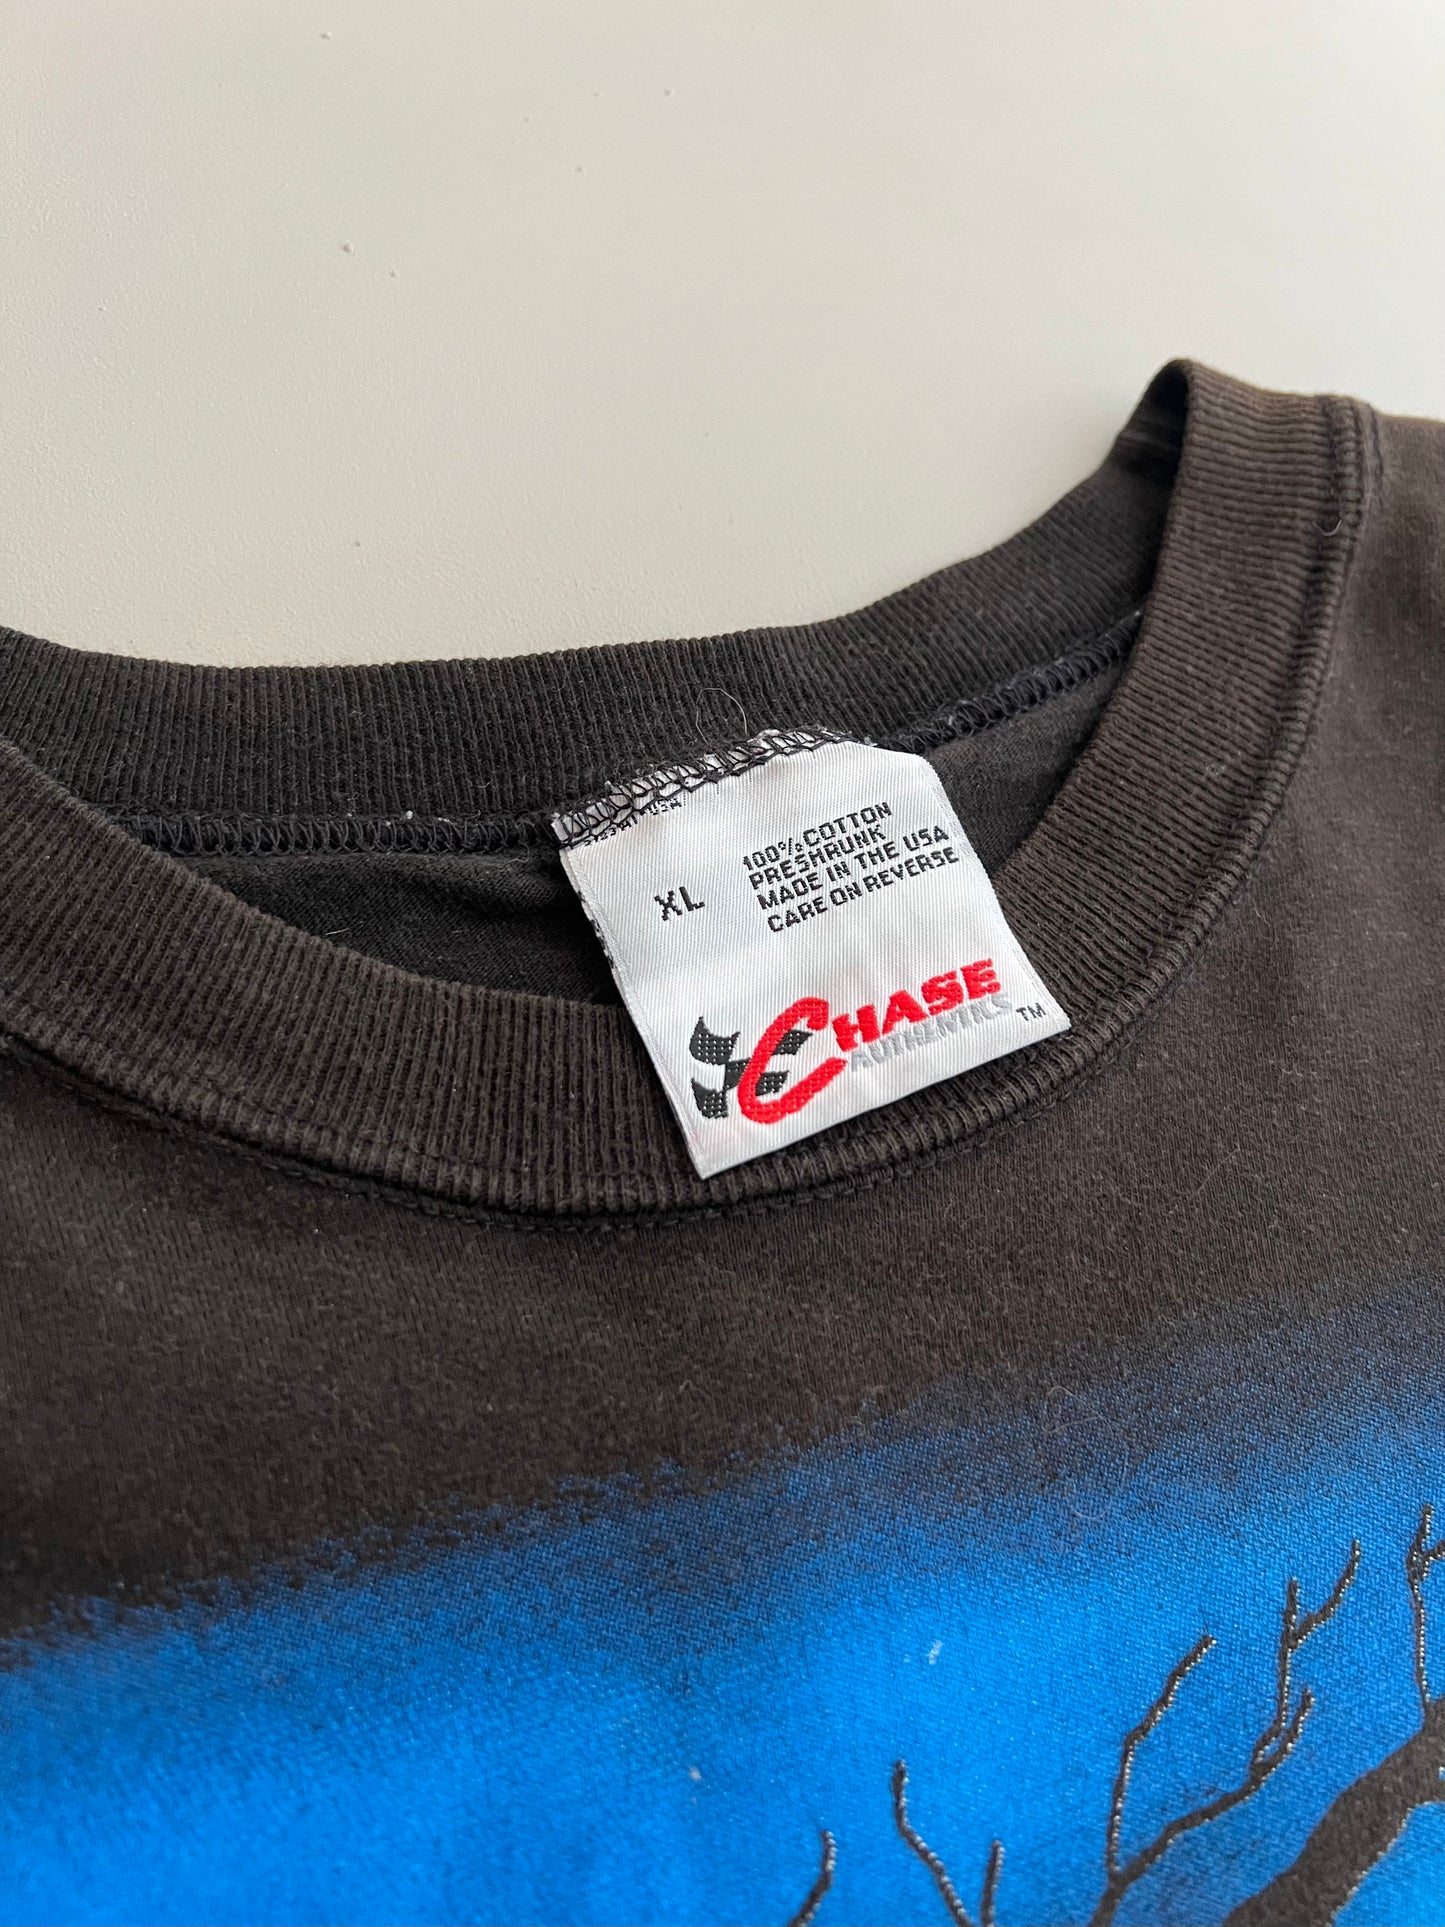 XL
100% COTTON
PRESHRUNK
MADE IN THE USA
CARE ON REVERSE
CHASE
AUTHENTICS TM